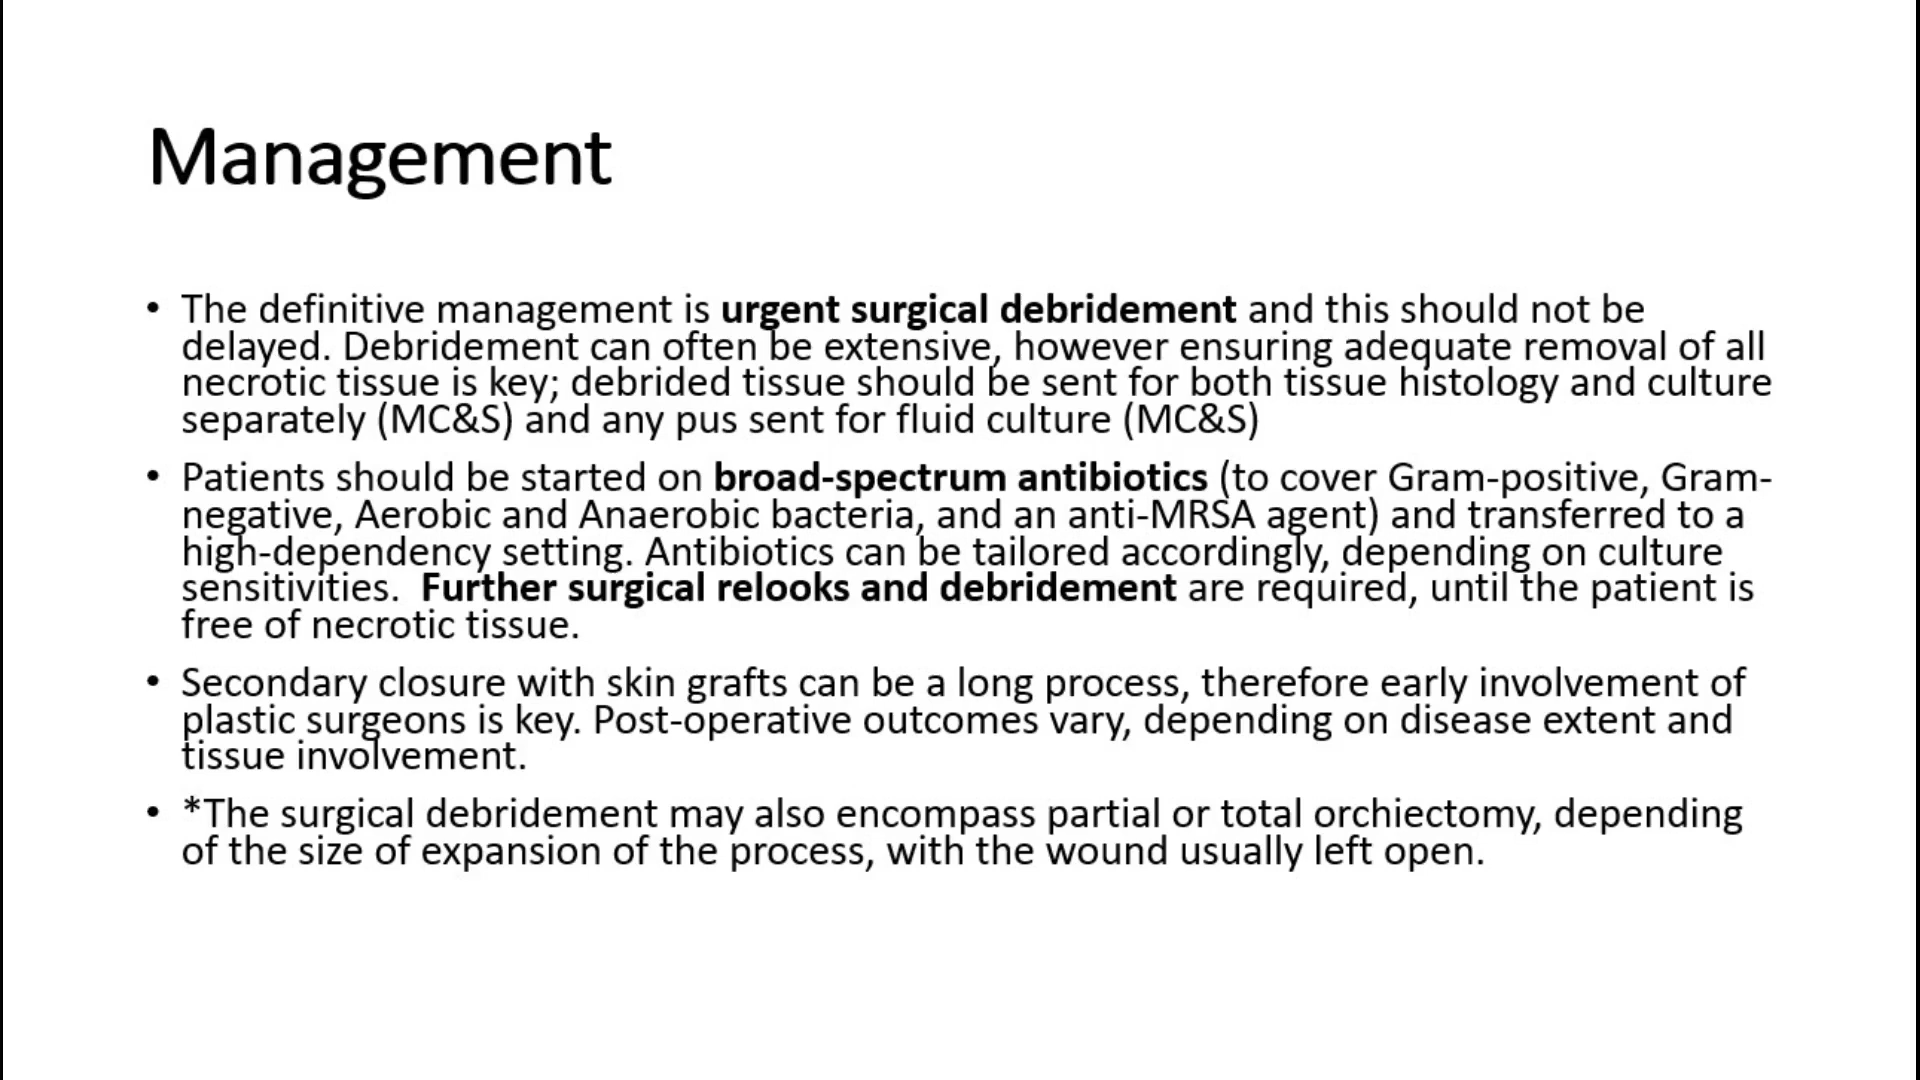 Management
• The definitive management is urgent surgical debridement and this should not be
delayed. Debridement can often be extensive, however ensuring adequate removal of all
necrotic tissue is key; debrided tissue should be sent for both tissue histology and culture
separately (MC&S) and any pus sent for fluid culture (MC&S)
• Patients should be started on broad-spectrum antibiotics (to cover Gram-positive, Gram-
negative, Aerobic and Anaerobic bacteria, and an anti-MRSA agent) and transferred to a
high-dependency setting. Antibiotics can be tailored accordingly, depending on culture
sensitivities.  Further surgical relooks and debridement are required, until the patient is
free of necrotic tissue.
• Secondary closure with skin grafts can be a long process, therefore early involvement of
plastic surgeons is key. Post-operative outcomes vary, depending on disease extent and
tissue involvement.
• *The surgical debridement may also encompass partial or total orchiectomy, depending
of the size of expansion of the process, with the wound usually left open.